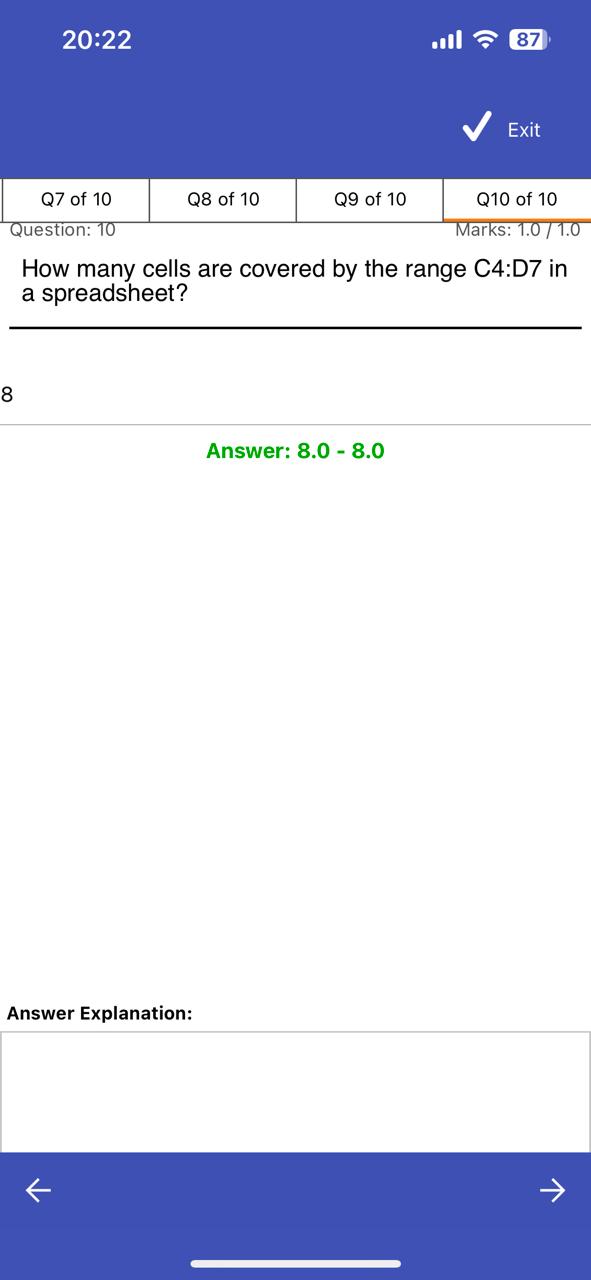 20:22
87
Exit
Q7 of 10
Q8 of 10
Q9 of 10
Q10 of 10
Question: 10
Marks: 1.0 / 1.0
How many cells are covered by the range C4:D7 in
a spreadsheet?
8
Answer: 8.0 - 8.0
Answer Explanation: